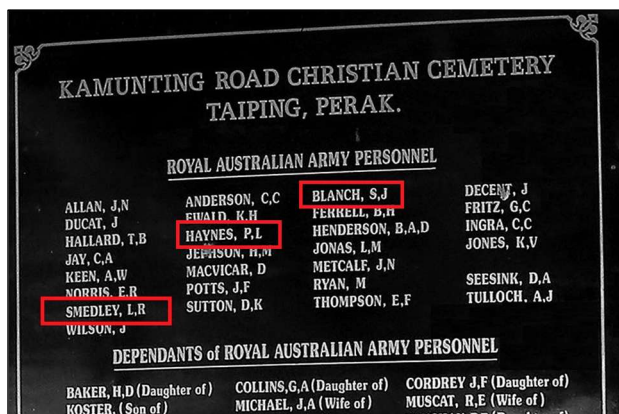 KAMUNTING ROAD CHRISTIAN CEMETERY
TAIPING, PERAK.
ROYAL AUSTRALIAN ARMY PERSONNEL
ALLAN, J,N ANDERSON, C,C BLANCH, S,J DECENT, J
DUCAT, J EWALD, K.H FERRELL, B,H FRITZ, G,C
HALLARD, T,B HAYNES, P,L HENDERSON, B,A,D INGRA, C,C
JAY, C,A JEPHSON, H,M JONAS, L,M JONES, K,V
KEEN, A,W MACVICAR, D METCALF, J,N
NORRIS, E,R POTTS, J,F RYAN, M SEESINK, D,A
SMEDLEY, L,R SUTTON, D,K THOMPSON, E,F TULLOCH, A,J
WILSON, J
DEPENDANTS of ROYAL AUSTRALIAN ARMY PERSONNEL
BAKER, H,D (Daughter of) COLLINS,G,A (Daughter of) CORDREY J,F (Daughter of)
KOSTER, (Son of) MICHAEL, J,A (Wife of) MUSCAT, R,E (Wife of)